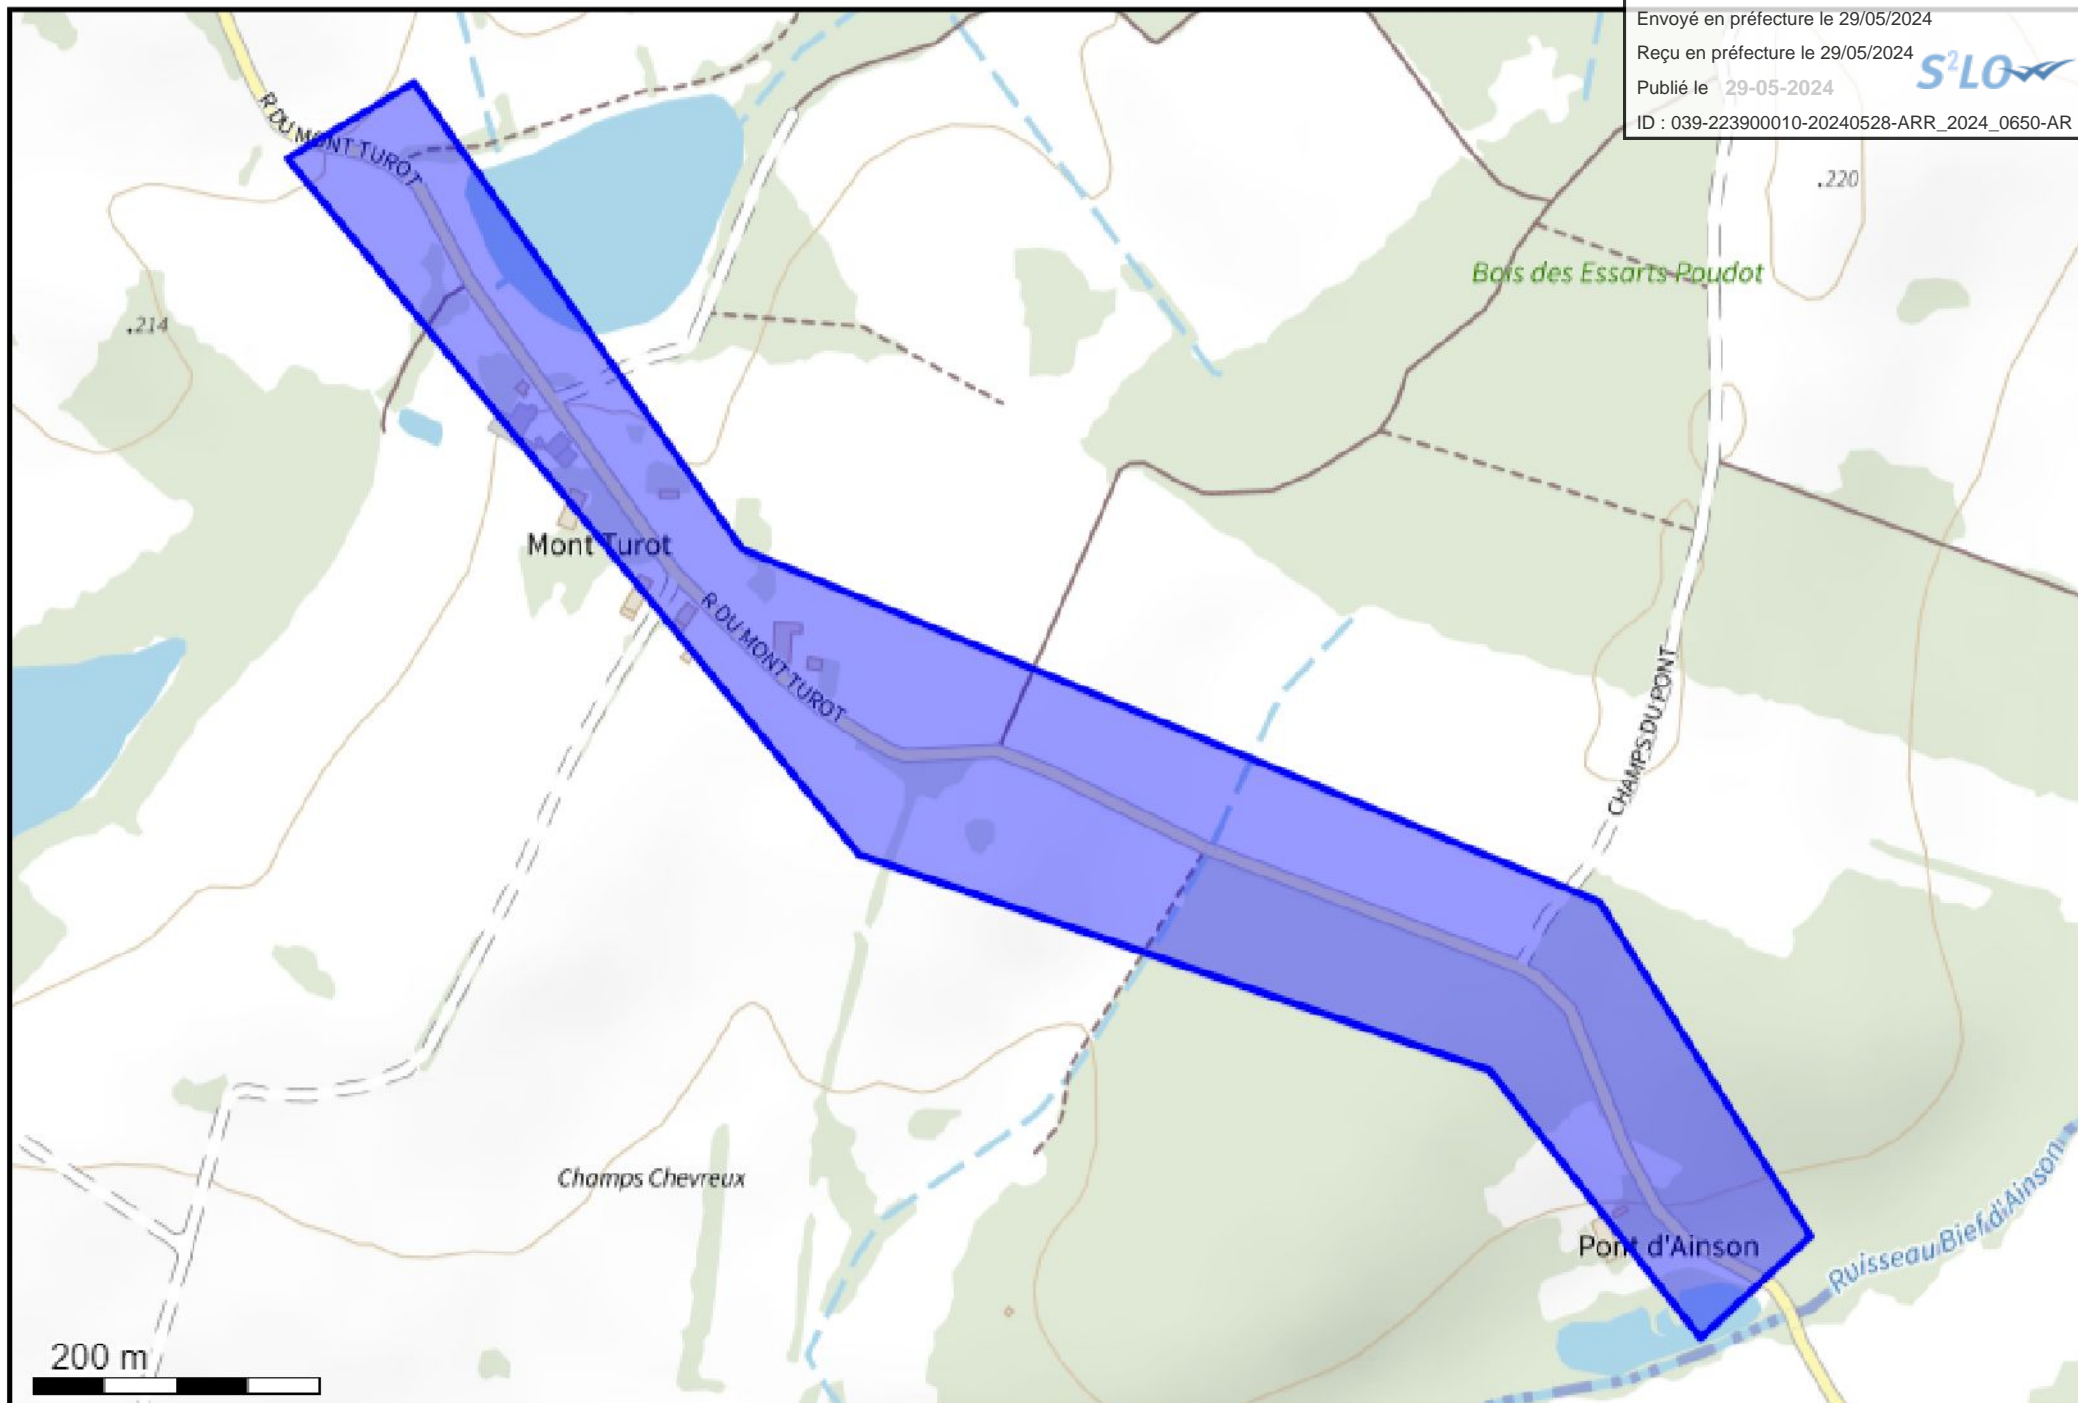 Envoyé en préfecture le 29/05/2024
Reçu en préfecture le 29/05/2024
S²LO
Publié le 29-05-2024
ID : 039-223900010-20240528-ARR_2024_0650-AR
R DU MONT TUROT
.220
Bois des Essarts Poudot
.214
Mont Turot
R DU MONT TUROT
CHAMPS DU PONT
Champs Chevreux
Pont d'Ainson
Ruisseau Bief d'Ainson
200 m